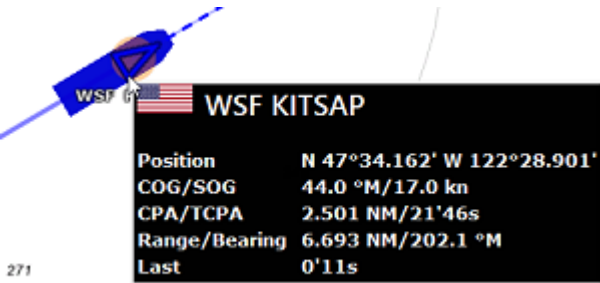 WSF
WSF KITSAP
Position N 47°34.162' W 122°28.901'
COG/SOG 44.0 °M/17.0 kn
CPA/TCPA 2.501 NM/21'46s
Range/Bearing 6.693 NM/202.1 °M
Last 0'11s
271